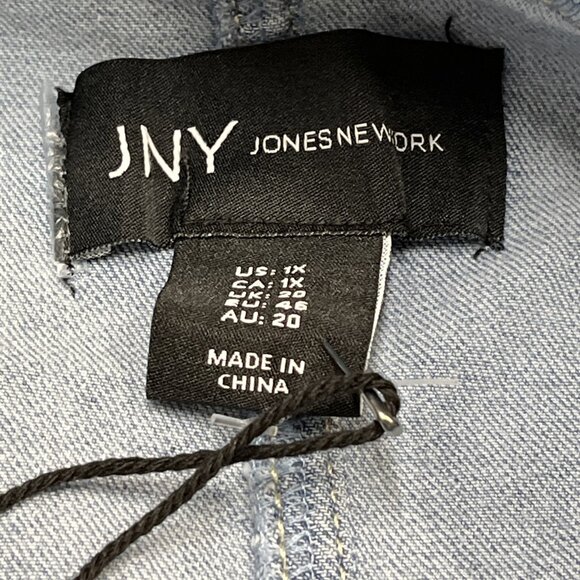 JNY JONES NEW YORK
US: 1X
CA: 1X
UK: 20
EU: 46
AU: 20
MADE IN
CHINA